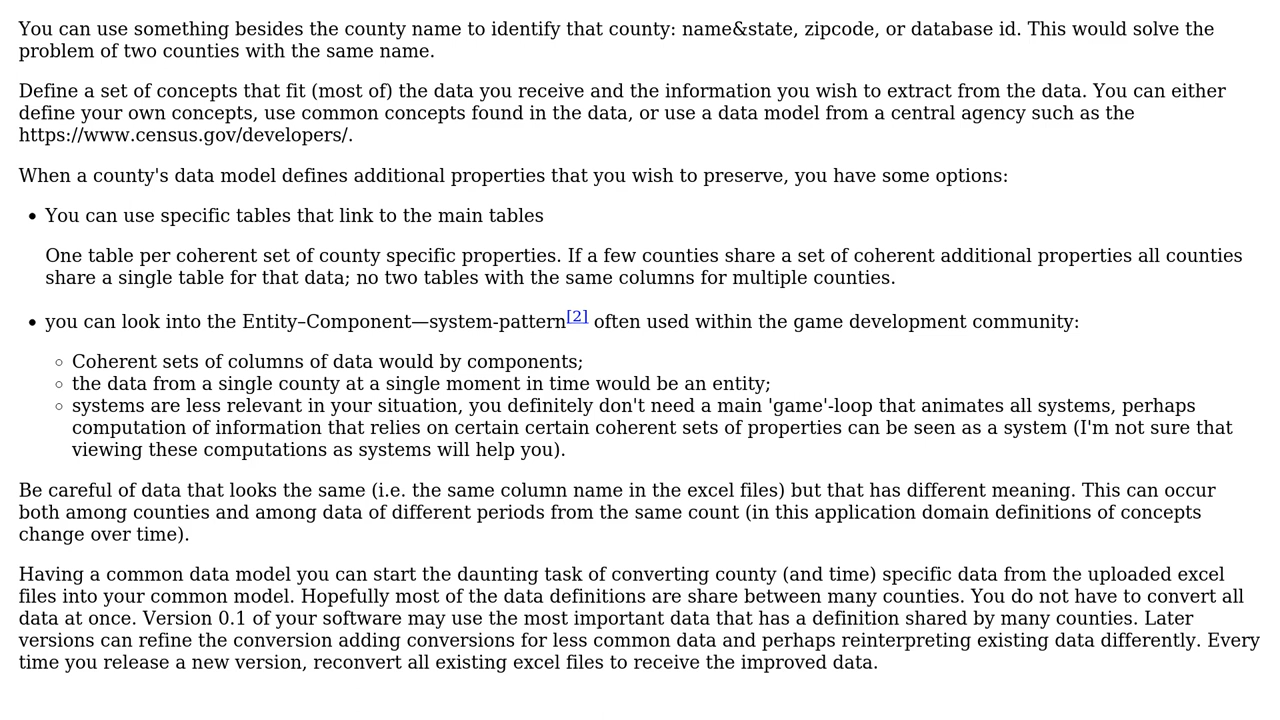 You can use something besides the county name to identify that county: name&state, zipcode, or database id. This would solve the
problem of two counties with the same name.
Define a set of concepts that fit (most of) the data you receive and the information you wish to extract from the data. You can either
define your own concepts, use common concepts found in the data, or use a data model from a central agency such as the
https://www.census.gov/developers/.
When a county's data model defines additional properties that you wish to preserve, you have some options:
• You can use specific tables that link to the main tables
One table per coherent set of county specific properties. If a few counties share a set of coherent additional properties all counties
share a single table for that data; no two tables with the same columns for multiple counties.
• you can look into the Entity–Component—system-pattern[2] often used within the game development community:
◦ Coherent sets of columns of data would by components;
◦ the data from a single county at a single moment in time would be an entity;
◦ systems are less relevant in your situation, you definitely don't need a main 'game'-loop that animates all systems, perhaps
computation of information that relies on certain certain coherent sets of properties can be seen as a system (I'm not sure that
viewing these computations as systems will help you).
Be careful of data that looks the same (i.e. the same column name in the excel files) but that has different meaning. This can occur
both among counties and among data of different periods from the same count (in this application domain definitions of concepts
change over time).
Having a common data model you can start the daunting task of converting county (and time) specific data from the uploaded excel
files into your common model. Hopefully most of the data definitions are share between many counties. You do not have to convert all
data at once. Version 0.1 of your software may use the most important data that has a definition shared by many counties. Later
versions can refine the conversion adding conversions for less common data and perhaps reinterpreting existing data differently. Every
time you release a new version, reconvert all existing excel files to receive the improved data.